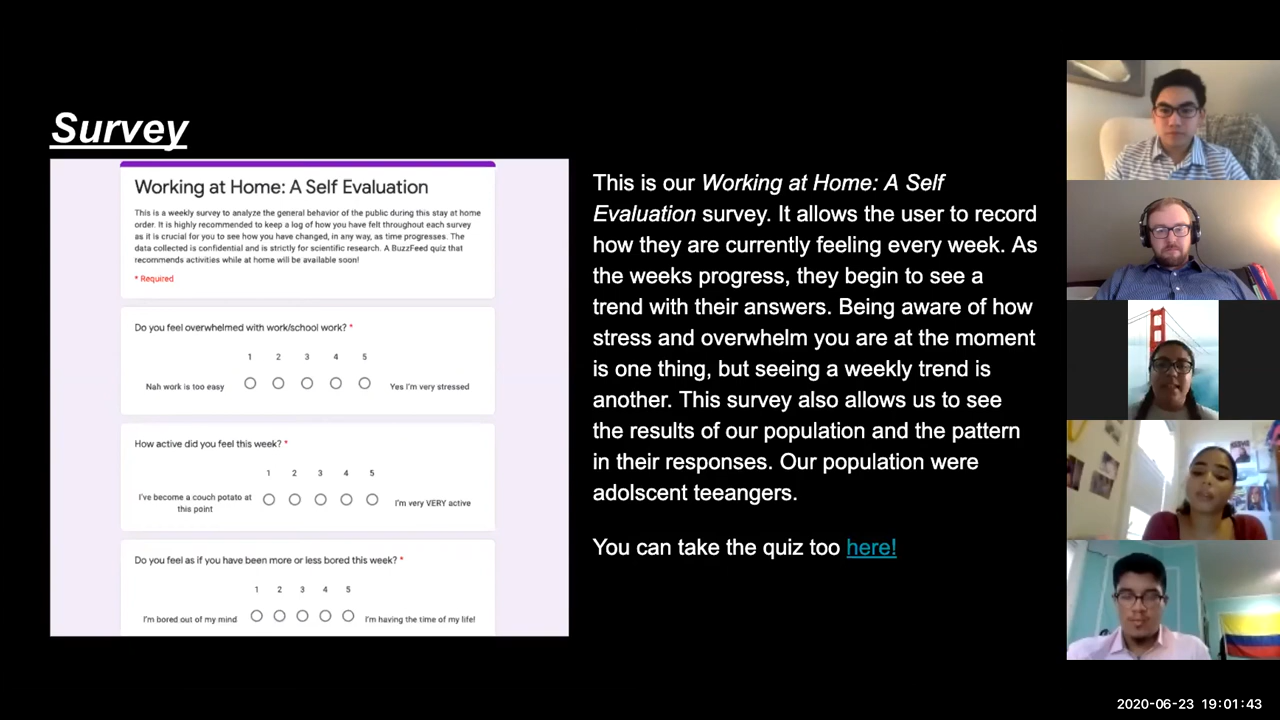 Survey
Working at Home: A Self Evaluation
This is a weekly survey to analyze the general behavior of the public during this stay at home
order. It is highly recommended to keep a log of how you have felt throughout each survey
as it is crucial for you to see how you have changed, in any way, as time progresses. The
data collected is confidential and is strictly for scientific research. A BuzzFeed quiz that
recommends activities while at home will be available soon!
* Required
Do you feel overwhelmed with work/school work? *
1 2 3 4 5
Nah work is too easy Yes I'm very stressed
How active did you feel this week? *
1 2 3 4 5
I've become a couch potato at
this point
I'm very VERY active
Do you feel as if you have been more or less bored this week? *
1 2 3 4 5
I'm bored out of my mind I'm having the time of my life!
This is our Working at Home: A Self
Evaluation survey. It allows the user to record
how they are currently feeling every week. As
the weeks progress, they begin to see a
trend with their answers. Being aware of how
stress and overwhelm you are at the moment
is one thing, but seeing a weekly trend is
another. This survey also allows us to see
the results of our population and the pattern
in their responses. Our population were
adolscent teeangers.
You can take the quiz too here!
2020-06-23 19:01:43